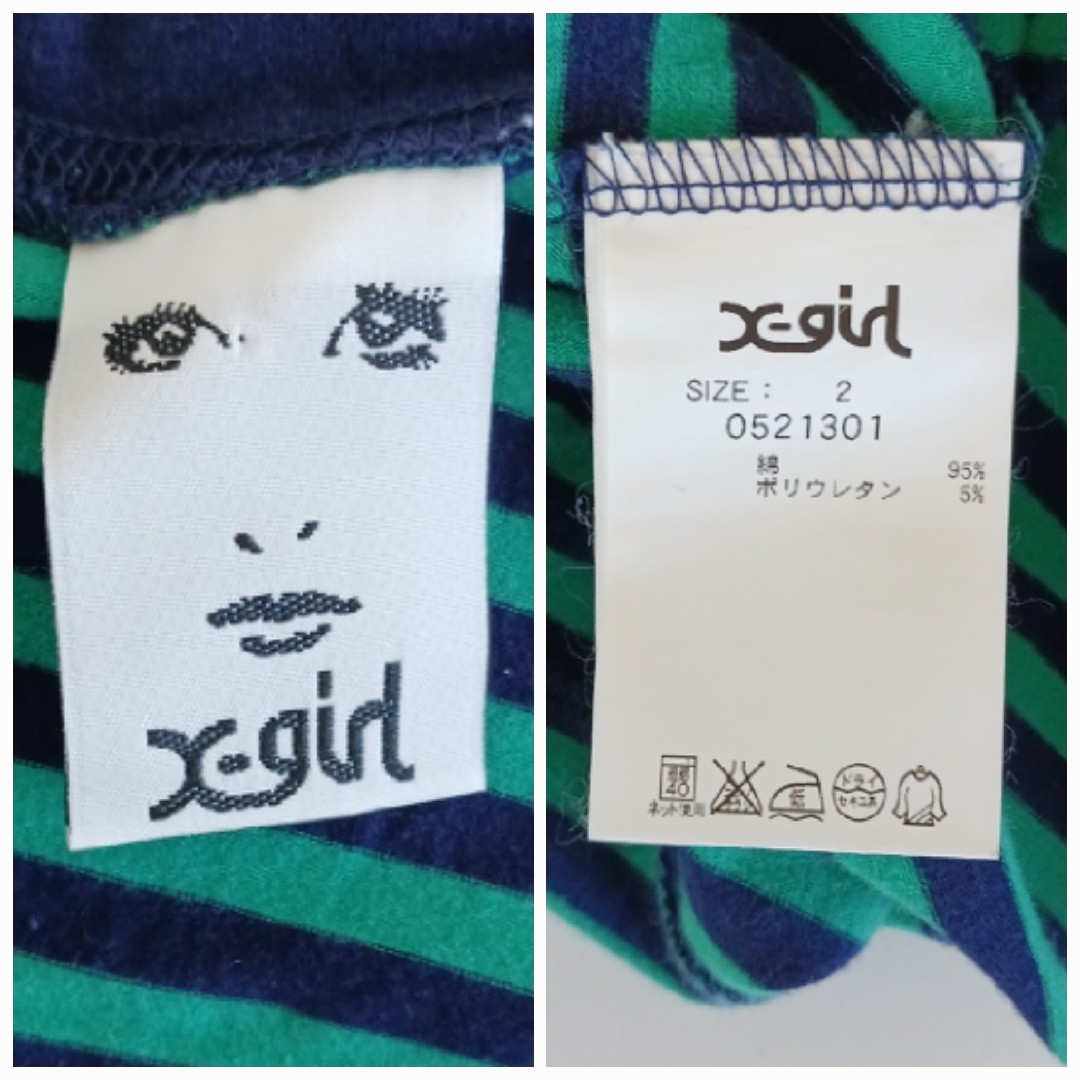 X-girl
X-girl
SIZE : 2
0521301
綿 95%
ポリウレタン 5%
40
ネット使用
ドライ
セキユ系